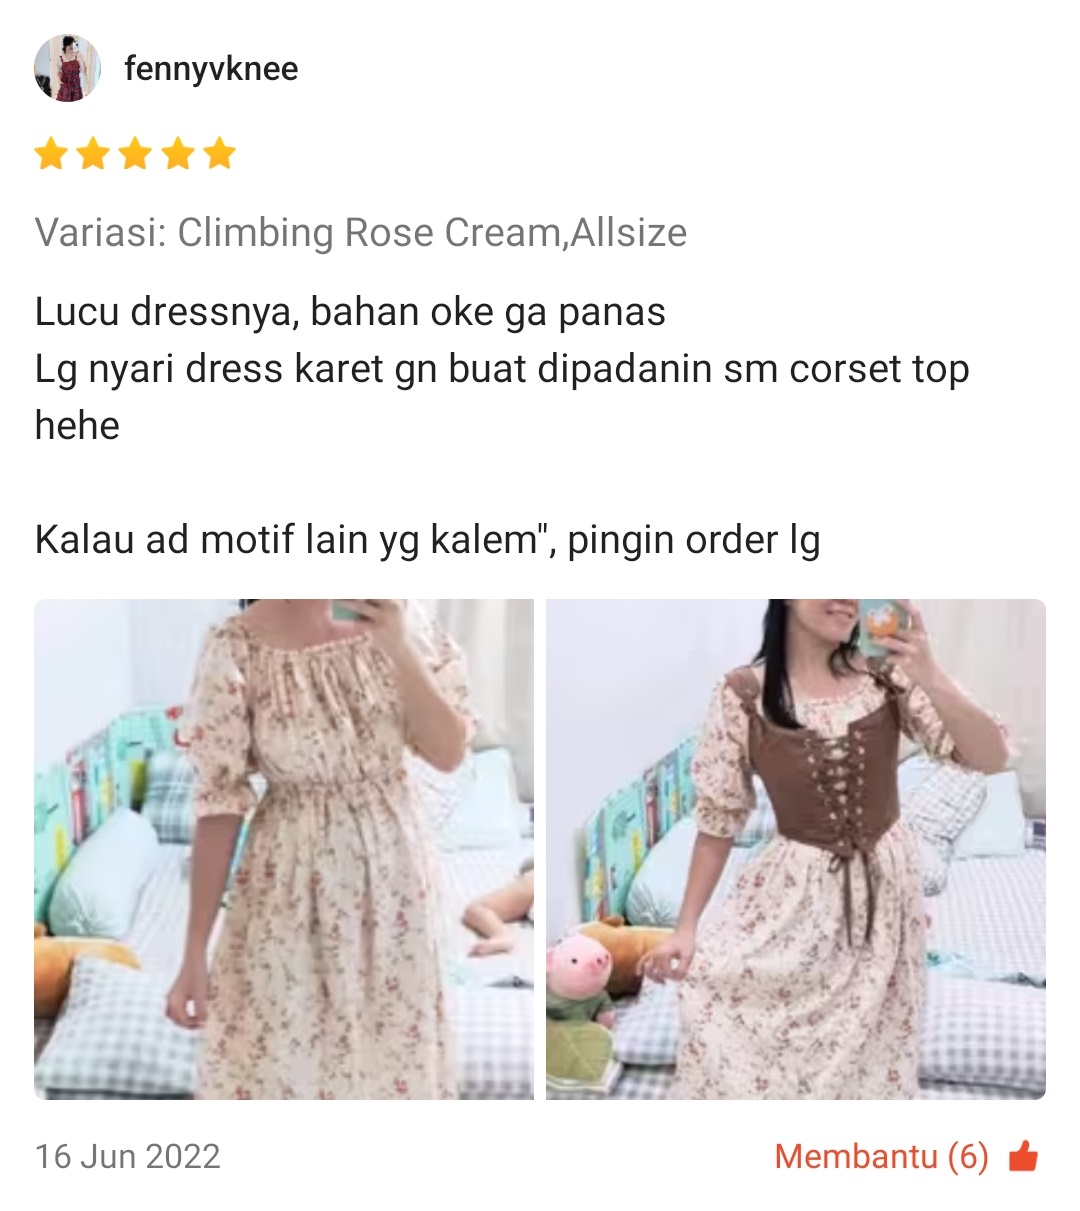 fennyvknee
Variasi: Climbing Rose Cream,Allsize
Lucu dressnya, bahan oke ga panas
Lg nyari dress karet gn buat dipadanin sm corset top
hehe
Kalau ad motif lain yg kalem", pingin order lg
16 Jun 2022
Membantu (6)